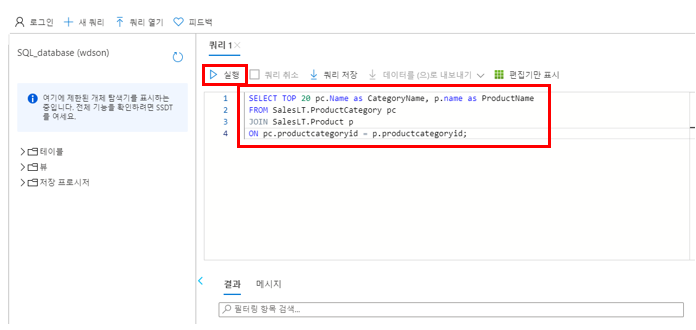 로그인 새 쿼리 쿼리 열기 피드백
SQL_database (wdson)
여기에 제한된 개체 탐색기를 표시하는
중입니다. 전체 기능을 확인하려면 SSDT
를 여세요.
테이블
뷰
저장 프로시저
쿼리 1
실행 쿼리 취소 쿼리 저장 데이터를 (으)로 내보내기 편집기만 표시
1 SELECT TOP 20 pc.Name as CategoryName, p.name as ProductName
2 FROM SalesLT.ProductCategory pc
3 JOIN SalesLT.Product p
4 ON pc.productcategoryid = p.productcategoryid;
결과 메시지
필터링 항목 검색...